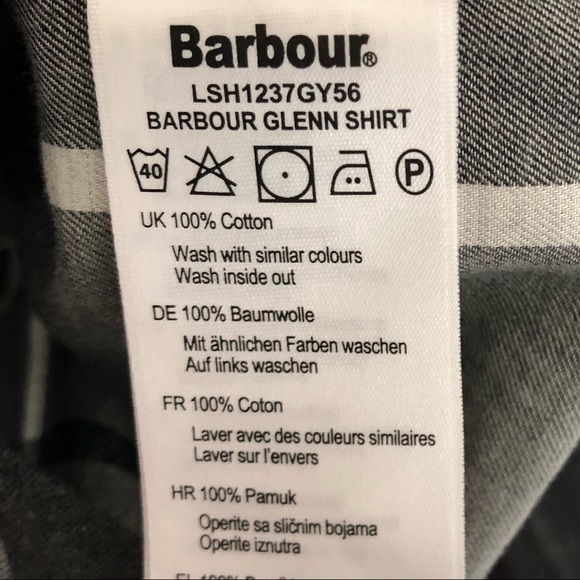 Barbour®
LSH1237GY56
BARBOUR GLENN SHIRT
40 P
UK 100% Cotton
Wash with similar colours
Wash inside out
DE 100% Baumwolle
Mit ähnlichen Farben waschen
Auf links waschen
FR 100% Coton
Laver avec des couleurs similaires
Laver sur l'envers
HR 100% Pamuk
Operite sa sličnim bojama
Operite iznutra